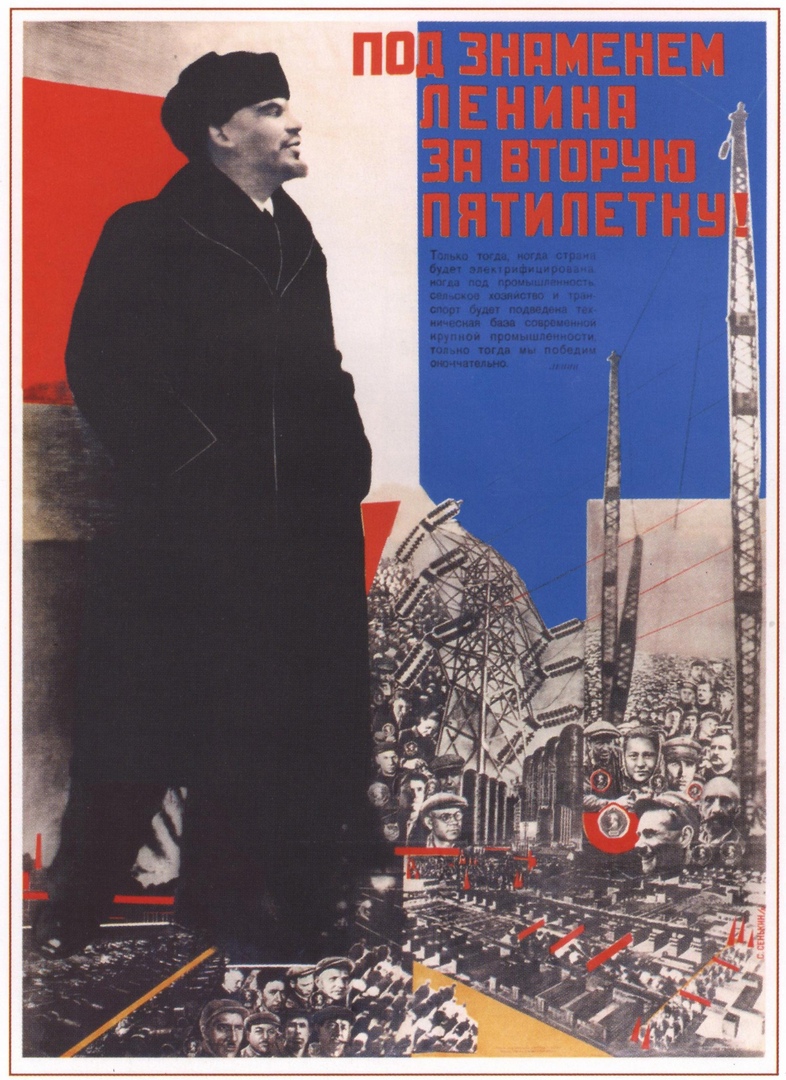 ПОД ЗНАМЕНЕМ
ЛЕНИНА
ЗА ВТОРУЮ
ПЯТИЛЕТКУ!
Только тогда, когда страна
будет электрифицирована,
когда под промышленность,
сельское хозяйство и тран-
спорт будет подведена тех-
ническая база современной
крупной промышленности,
только тогда мы победим
окончательно. ЛЕНИН
С. СЕНЬКИН